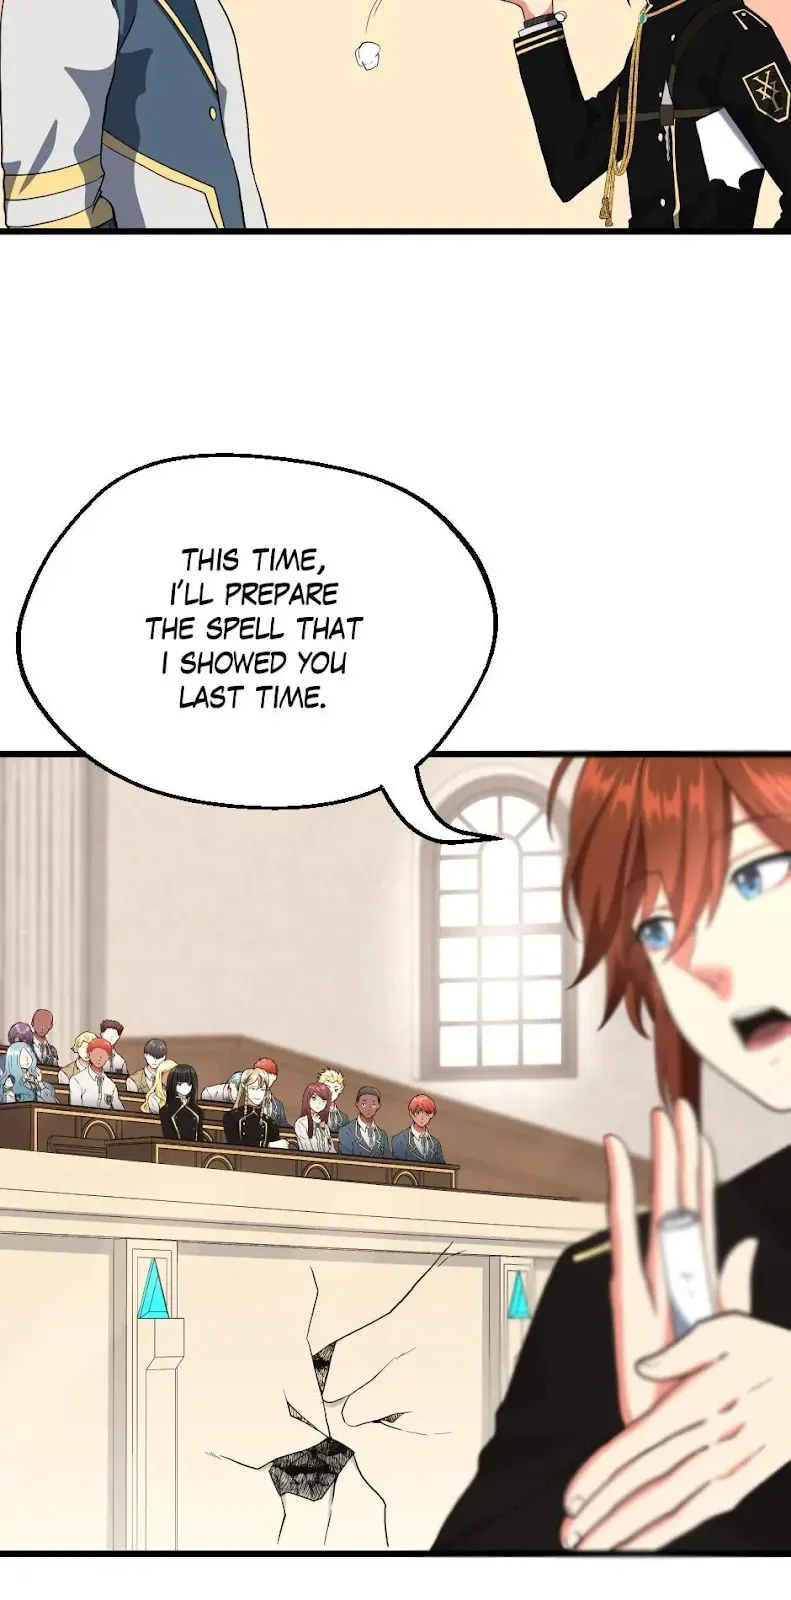 THIS TIME,
I'LL PREPARE
THE SPELL THAT
I SHOWED YOU
LAST TIME.